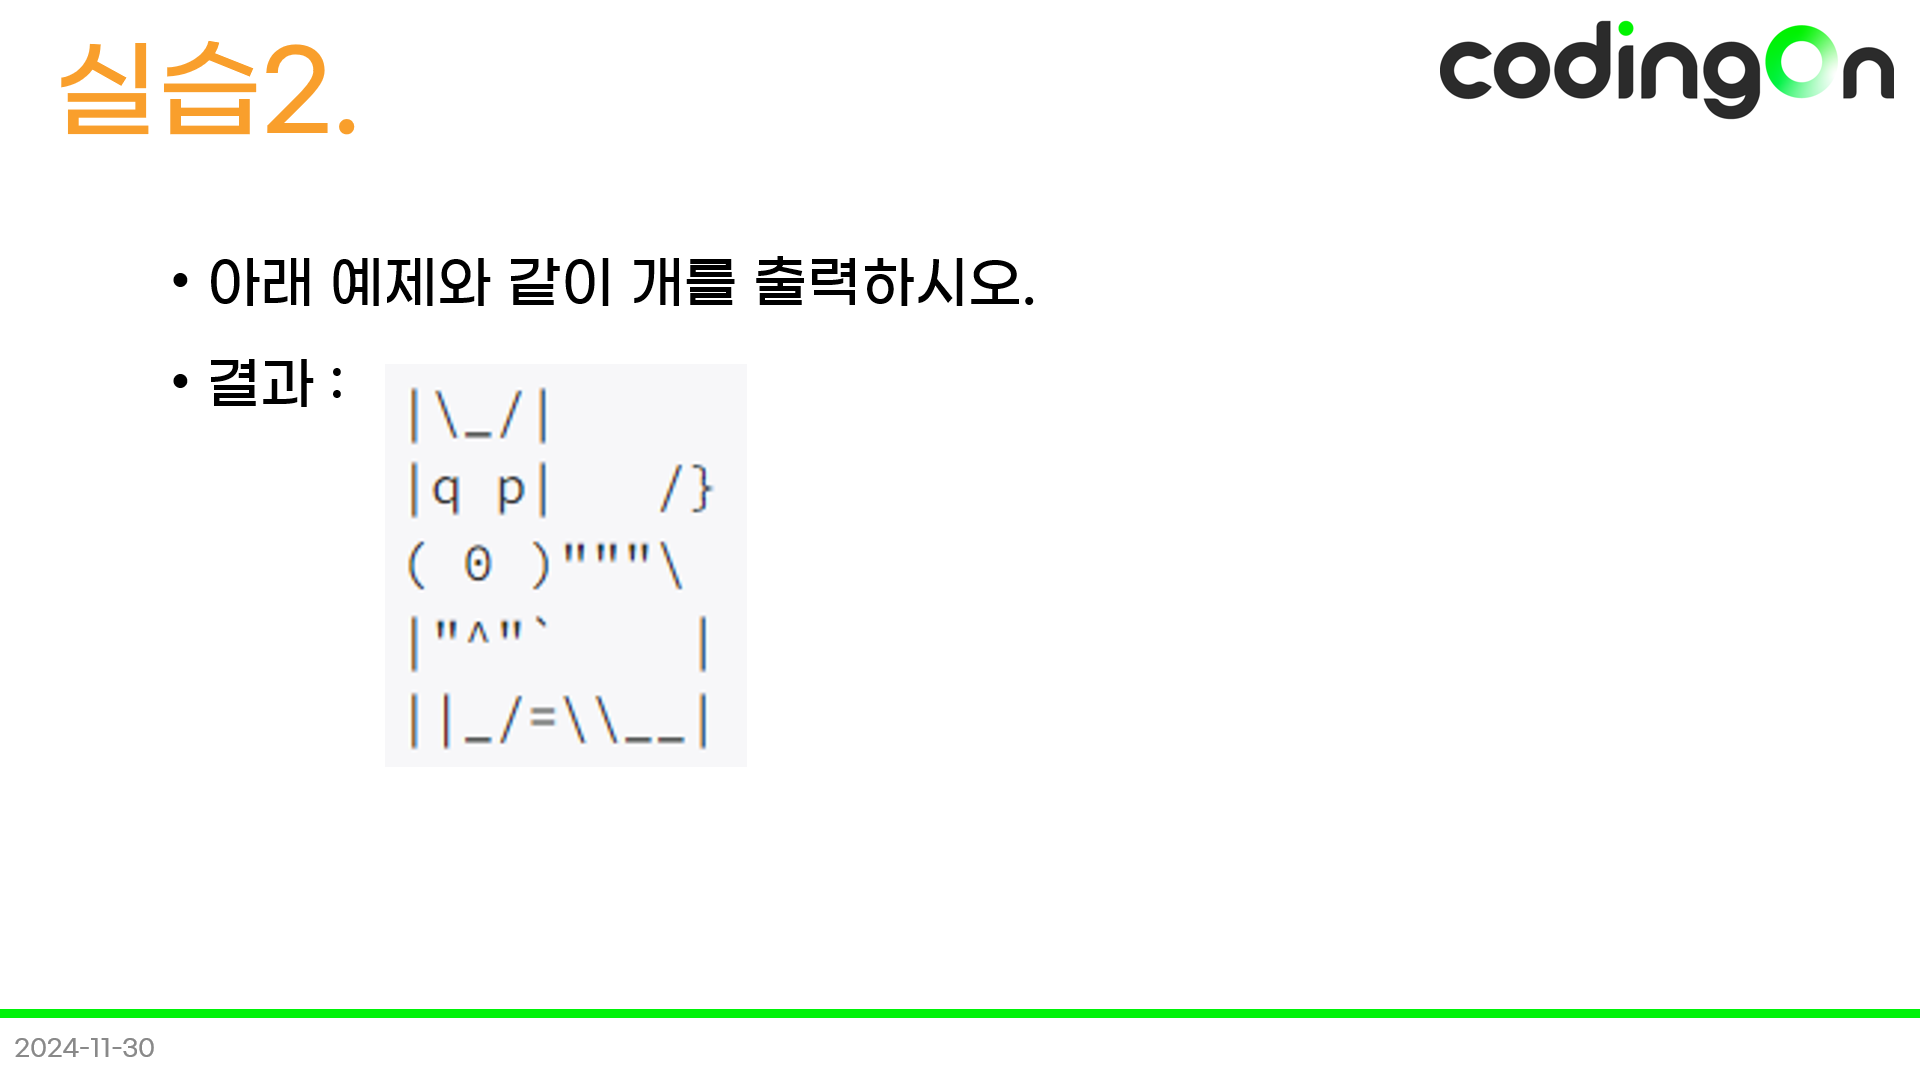 실습2.
codingOn
• 아래 예제와 같이 개를 출력하시오.
• 결과 :
|\_/|
|q p|   /}
( 0 )"""\
|"^"`    |
||_/=\\__|
2024-11-30